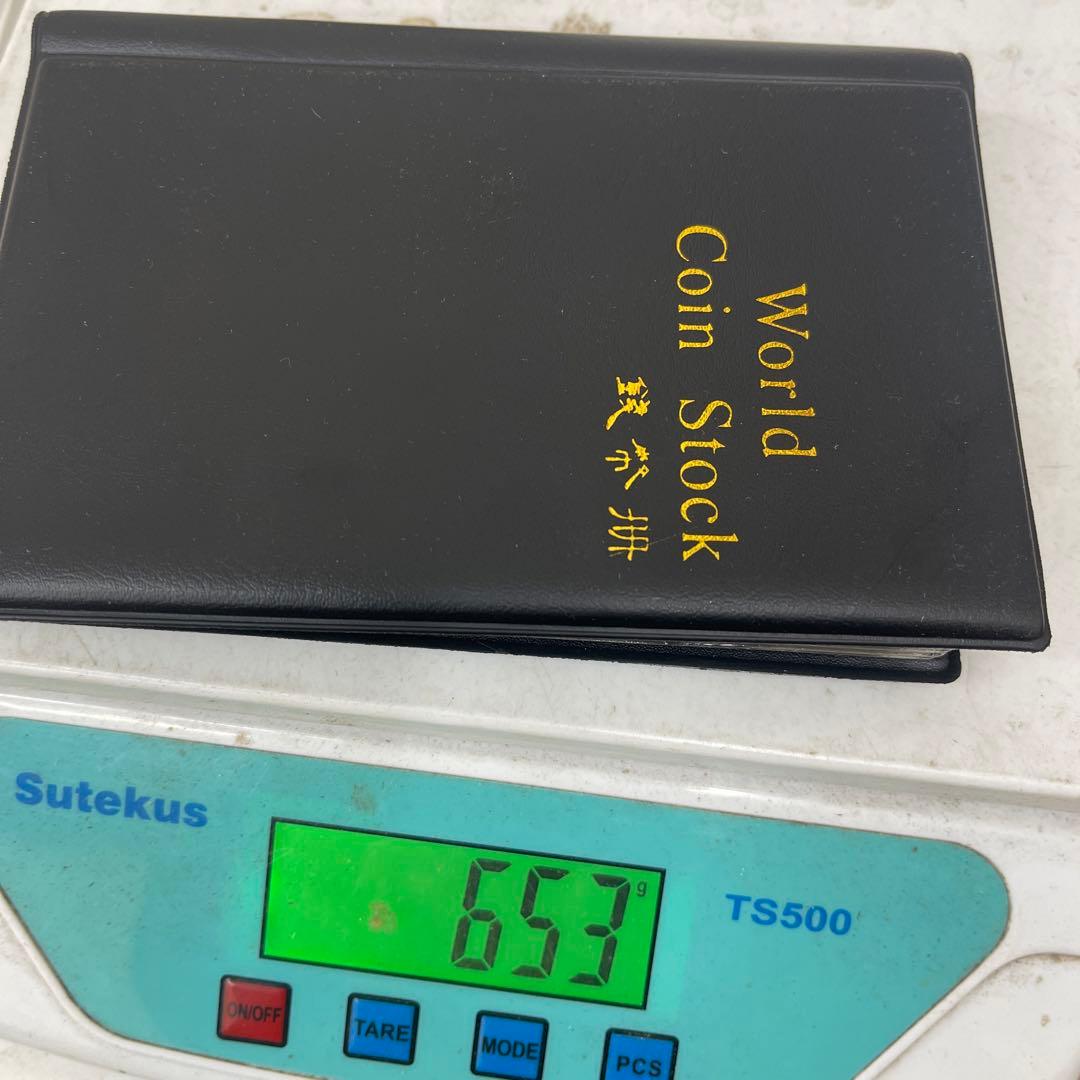 World
Coin Stock
錢幣册
Sutekus
653 g
TS500
ON/OFF
TARE
MODE
PCS